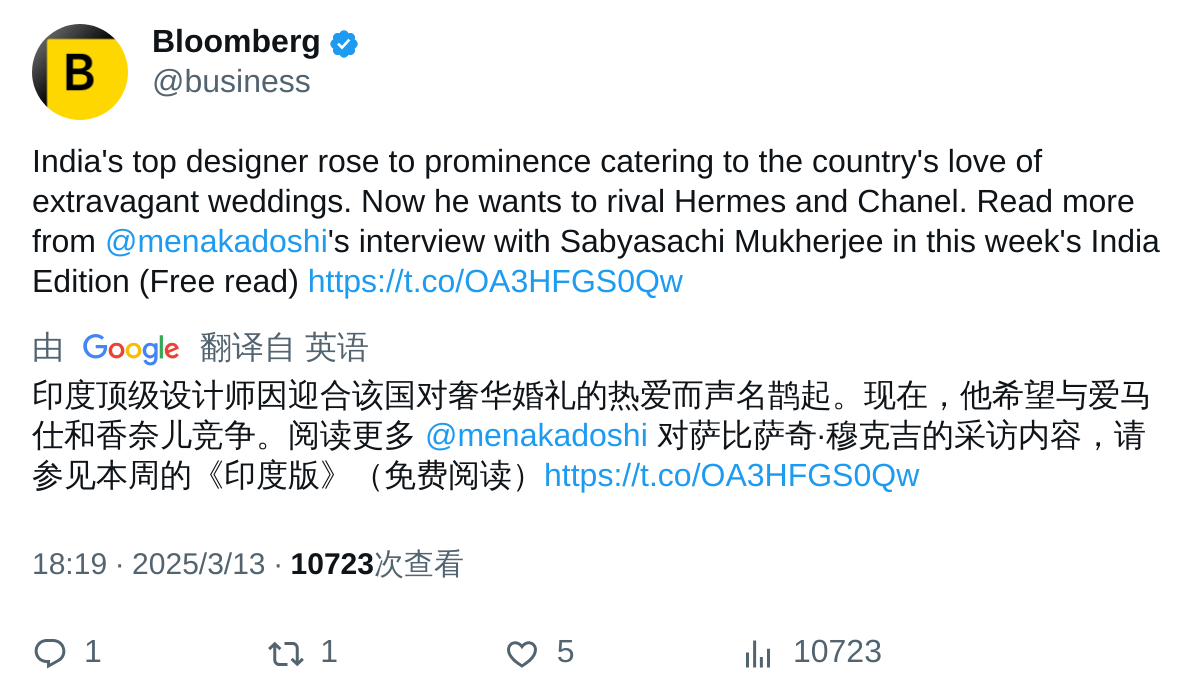 Bloomberg
@business
India's top designer rose to prominence catering to the country's love of
extravagant weddings. Now he wants to rival Hermes and Chanel. Read more
from @menakadoshi's interview with Sabyasachi Mukherjee in this week's India
Edition (Free read) https://t.co/OA3HFGS0Qw
由 Google 翻译自 英语
印度顶级设计师因迎合该国对奢华婚礼的热爱而声名鹊起。现在，他希望与爱马
仕和香奈儿竞争。阅读更多 @menakadoshi 对萨比萨奇·穆克吉的采访内容，请
参见本周的《印度版》（免费阅读）https://t.co/OA3HFGS0Qw
18:19 · 2025/3/13 · 10723次查看
1 1 5 10723